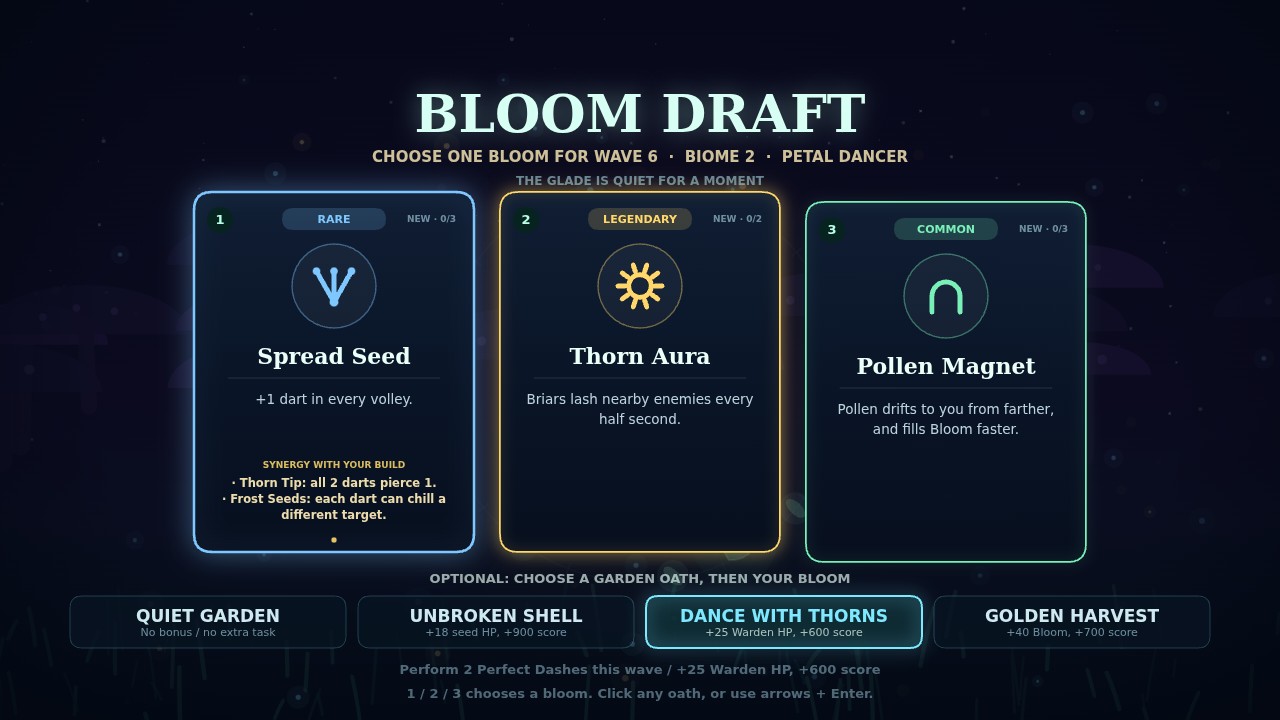 BLOOM DRAFT
CHOOSE ONE BLOOM FOR WAVE 6 · BIOME 2 · PETAL DANCER
THE GLADE IS QUIET FOR A MOMENT
1
RARE
NEW · 0/3
Spread Seed
+1 dart in every volley.
SYNERGY WITH YOUR BUILD
· Thorn Tip: all 2 darts pierce 1.
· Frost Seeds: each dart can chill a
different target.
2
LEGENDARY
NEW · 0/2
Thorn Aura
Briars lash nearby enemies every
half second.
3
COMMON
NEW · 0/3
Pollen Magnet
Pollen drifts to you from farther,
and fills Bloom faster.
OPTIONAL: CHOOSE A GARDEN OATH, THEN YOUR BLOOM
QUIET GARDEN
No bonus / no extra task
UNBROKEN SHELL
+18 seed HP, +900 score
DANCE WITH THORNS
+25 Warden HP, +600 score
GOLDEN HARVEST
+40 Bloom, +700 score
Perform 2 Perfect Dashes this wave / +25 Warden HP, +600 score
1 / 2 / 3 chooses a bloom. Click any oath, or use arrows + Enter.